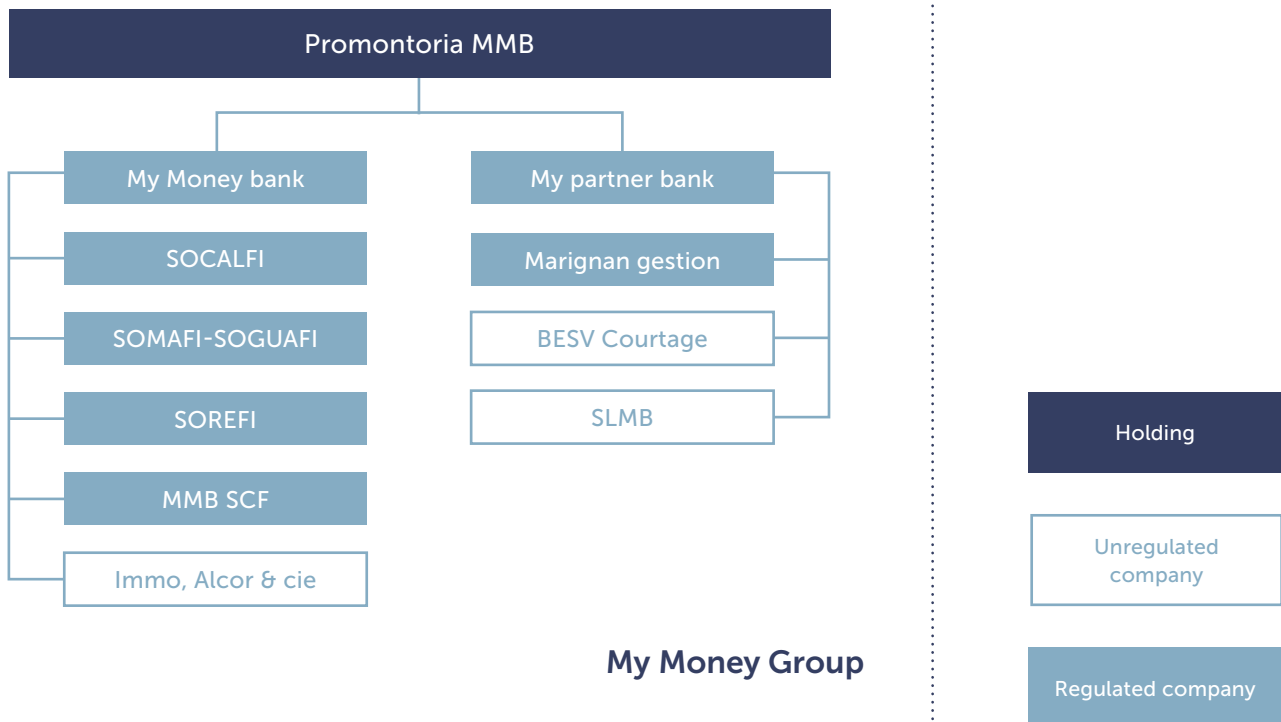 Promontoria MMB
My Money bank
My partner bank
SOCALFI
Marignan gestion
SOMAFI-SOGUAFI
BESV Courtage
SOREFI
SLMB
MMB SCF
Immo, Alcor & cie
My Money Group
Holding
Unregulated
company
Regulated company